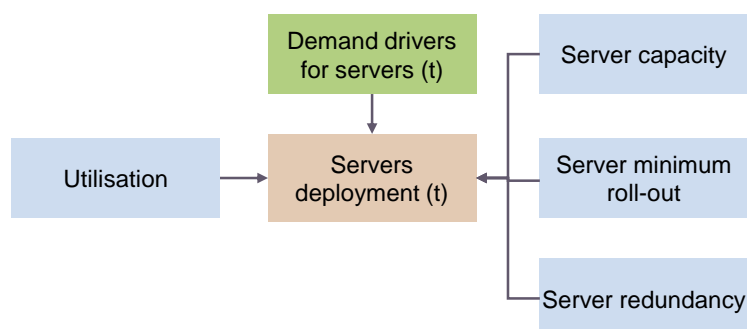 Demand drivers
for servers (t)
Server capacity
Utilisation
Servers
deployment (t)
Server minimum
roll-out
Server redundancy